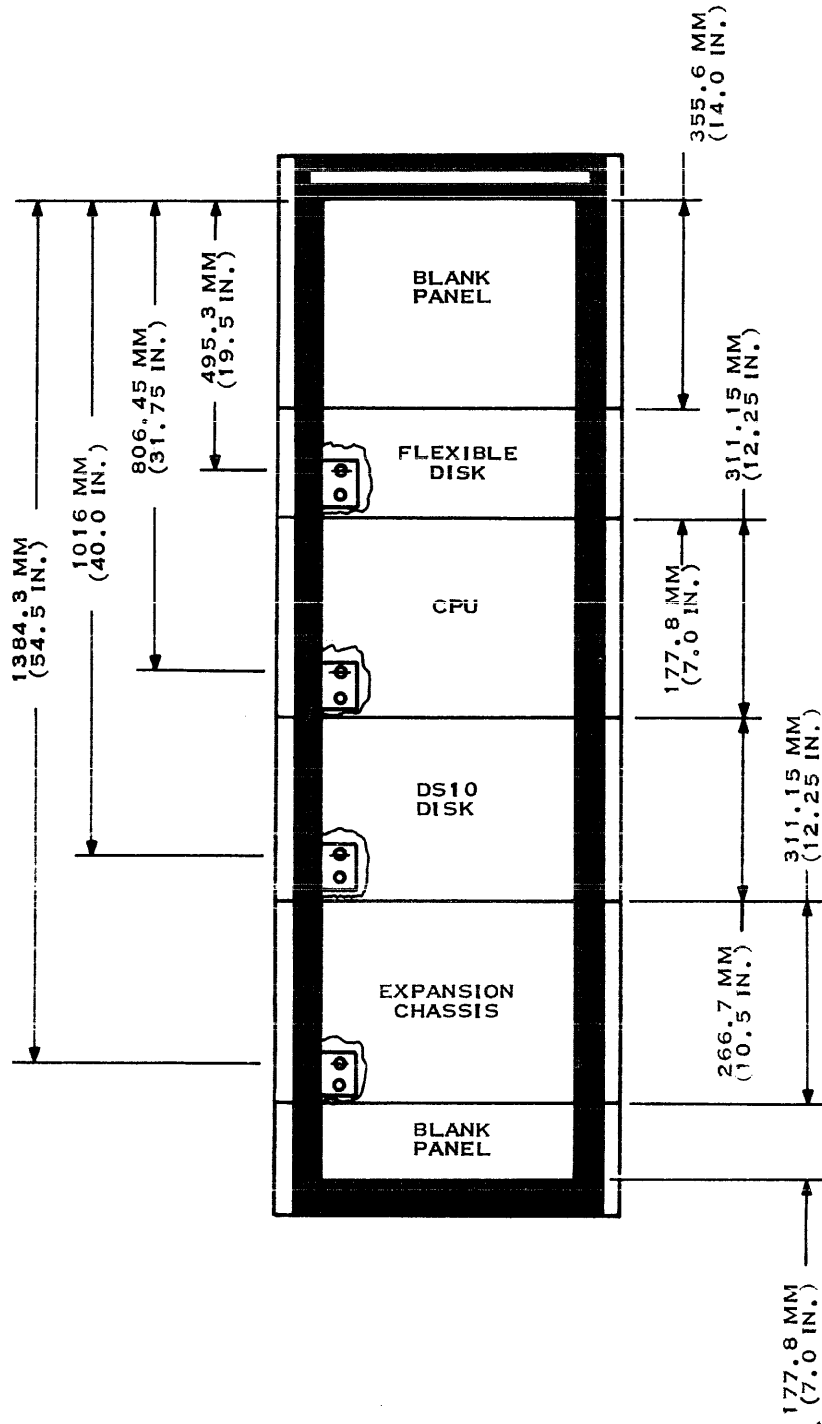 355.6 MM
(14.0 IN.)
495.3 MM
(19.5 IN.)
806.45 MM
(31.75 IN.)
1016 MM
(40.0 IN.)
1384.3 MM
(54.5 IN.)
BLANK
PANEL
FLEXIBLE
DISK
311.15 MM
(12.25 IN.)
CPU
177.8 MM
(7.0 IN.)
DS10
DISK
311.15 MM
(12.25 IN.)
EXPANSION
CHASSIS
266.7 MM
(10.5 IN.)
BLANK
PANEL
177.8 MM
(7.0 IN.)